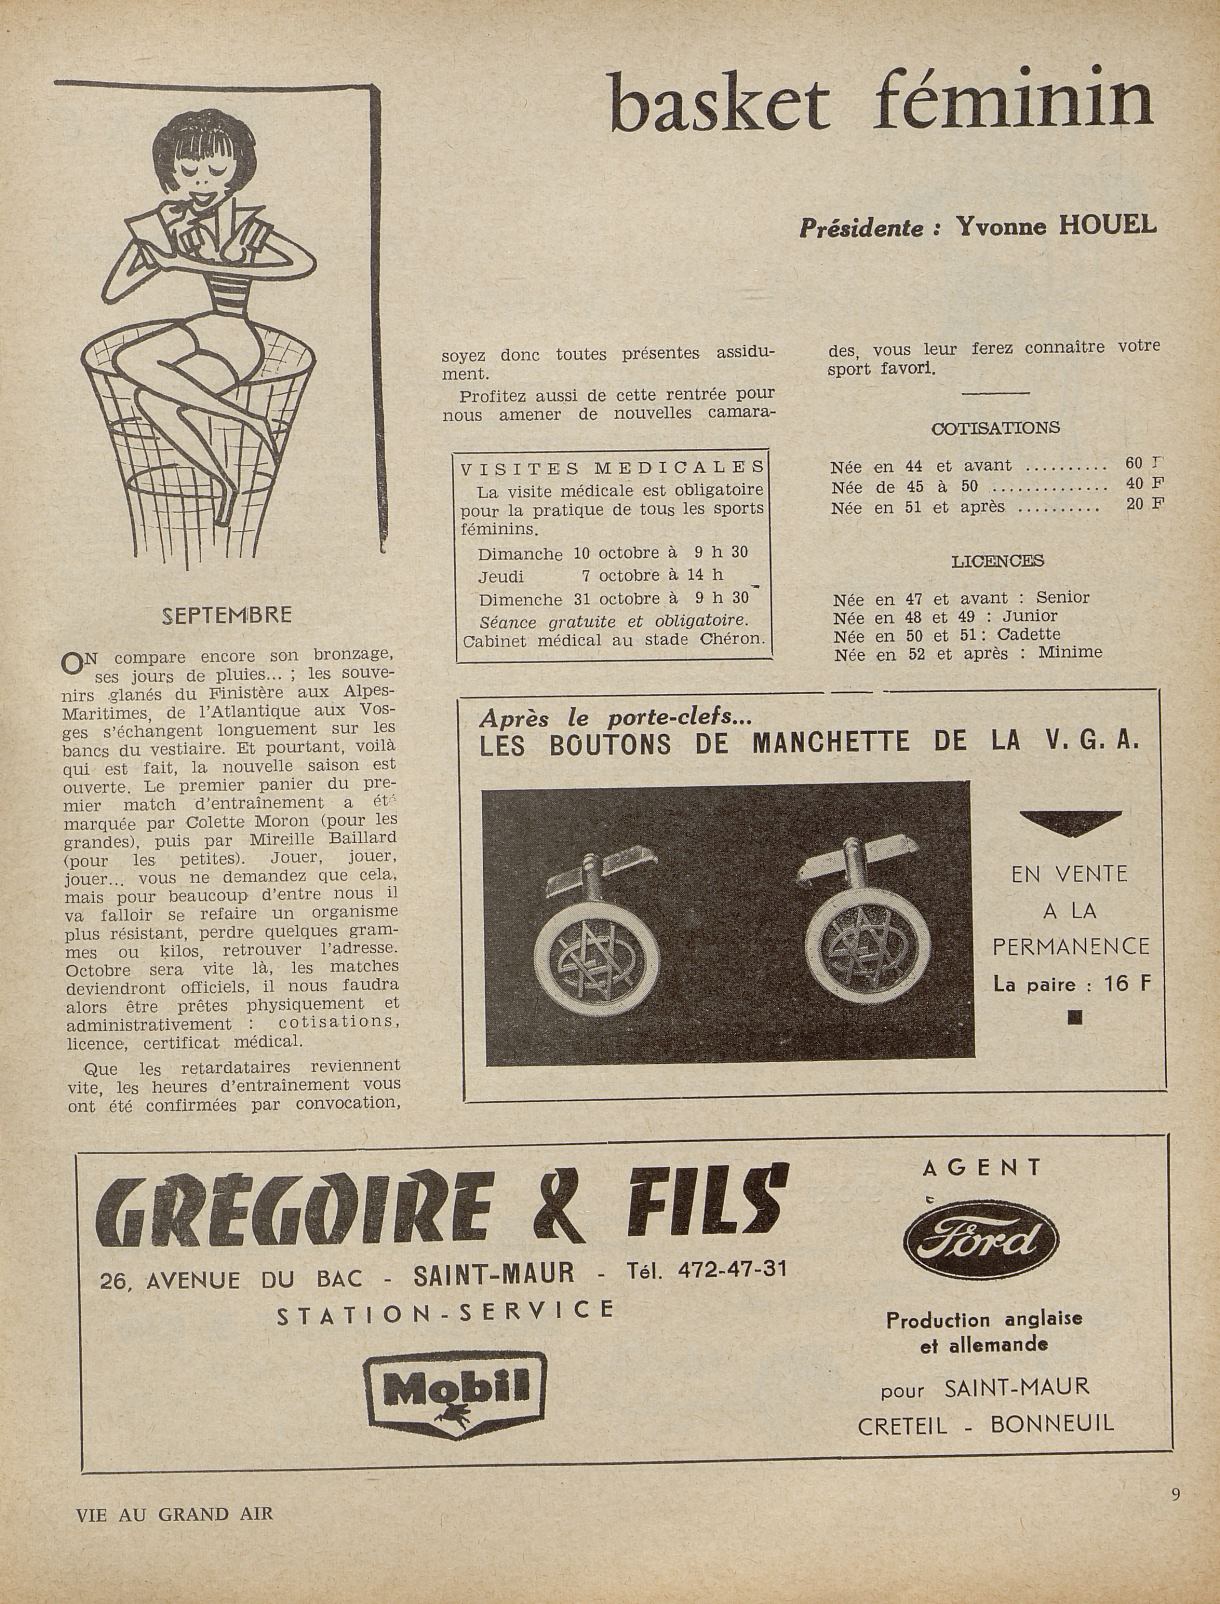 basket féminin
Présidente : Yvonne HOUEL
SEPTEMBRE
ON compare encore son bronzage,
ses jours de pluies... ; les souve-
nirs glanés du Finistère aux Alpes-
Maritimes, de l'Atlantique aux Vos-
ges s'échangent longuement sur les
bancs du vestiaire. Et pourtant, voilà
qui est fait, la nouvelle saison est
ouverte. Le premier panier du pre-
mier match d'entraînement a été
marquée par Colette Moron (pour les
grandes), puis par Mireille Baillard
(pour les petites). Jouer, jouer,
jouer... vous ne demandez que cela,
mais pour beaucoup d'entre nous il
va falloir se refaire un organisme
plus résistant, perdre quelques gram-
mes ou kilos, retrouver l'adresse.
Octobre sera vite là, les matches
deviendront officiels, il nous faudra
alors être prêtes physiquement et
administrativement : cotisations,
licence, certificat médical.
Que les retardataires reviennent
vite, les heures d'entrainement vous
ont été confirmées par convocation,
soyez donc toutes présentes assidu-
ment.
Profitez aussi de cette rentrée pour
nous amener de nouvelles camara-
des, vous leur ferez connaître votre
sport favori.
VISITES MEDICALES
La visite médicale est obligatoire
pour la pratique de tous les sports
féminins.
Dimanche 10 octobre à 9 h 30
Jeudi 7 octobre à 14 h
Dimenche 31 octobre à 9 h 30
Séance gratuite et obligatoire.
Cabinet médical au stade Chéron.
COTISATIONS
Née en 44 et avant .......... 60 F
Née de 45 à 50 .............. 40 F
Née en 51 et après .......... 20 F
LICENCES
Née en 47 et avant : Senior
Née en 48 et 49 : Junior
Née en 50 et 51 : Cadette
Née en 52 et après : Minime
Après le porte-clefs...
LES BOUTONS DE MANCHETTE DE LA V. G. A.
EN VENTE
A LA
PERMANENCE
La paire : 16 F
GRÉGOIRE & FILS
26, AVENUE DU BAC - SAINT-MAUR - Tél. 472-47-31
STATION-SERVICE
Mobil
AGENT
Ford
Production anglaise
et allemande
pour SAINT-MAUR
CRETEIL - BONNEUIL
VIE AU GRAND AIR
9